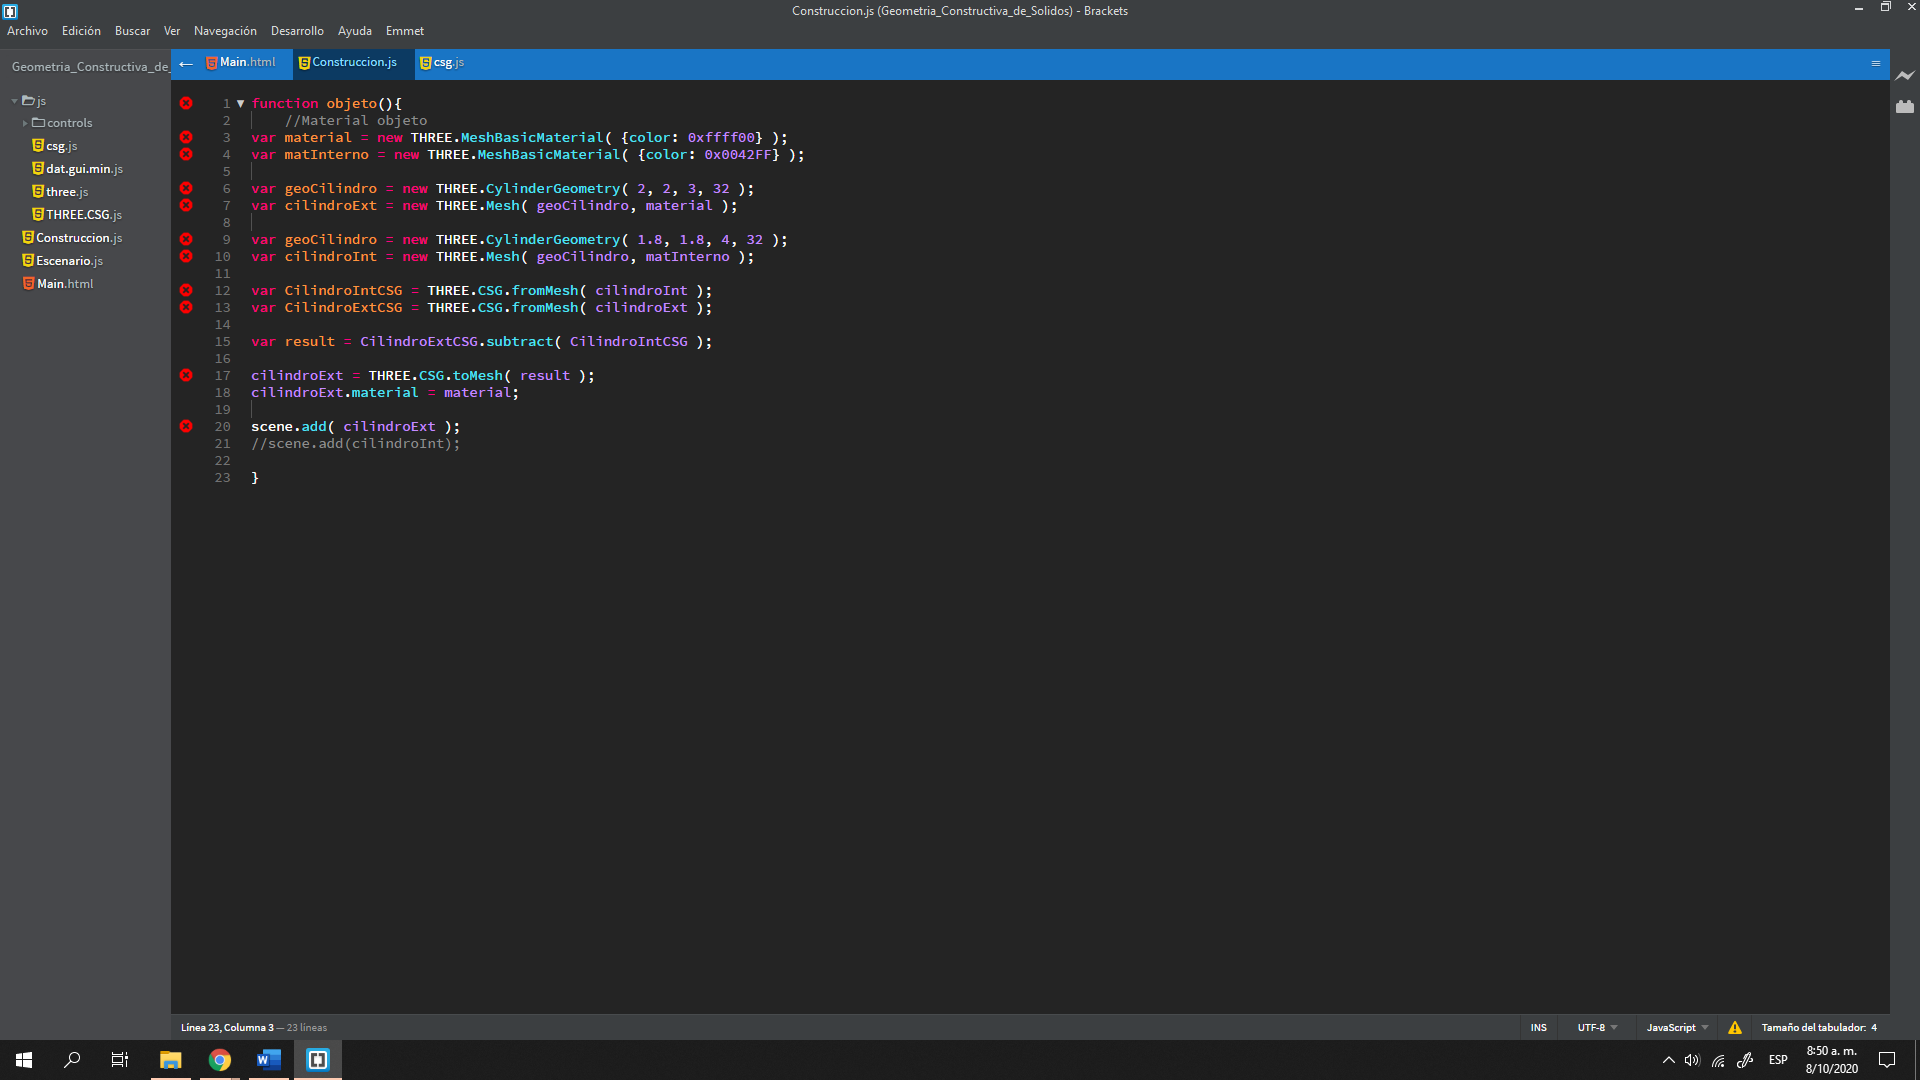 Construccion.js (Geometria_Constructiva_de_Solidos) - Brackets
Archivo Edición Buscar Ver Navegación Desarrollo Ayuda Emmet
Geometria_Constructiva_de_
js
controls
csg.js
dat.gui.min.js
three.js
THREE.CSG.js
Construccion.js
Escenario.js
Main.html
Main.html Construccion.js csg.js
1 function objeto(){
2 //Material objeto
3 var material = new THREE.MeshBasicMaterial( {color: 0xffff00} );
4 var matInterno = new THREE.MeshBasicMaterial( {color: 0x0042FF} );
5
6 var geoCilindro = new THREE.CylinderGeometry( 2, 2, 3, 32 );
7 var cilindroExt = new THREE.Mesh( geoCilindro, material );
8
9 var geoCilindro = new THREE.CylinderGeometry( 1.8, 1.8, 4, 32 );
10 var cilindroInt = new THREE.Mesh( geoCilindro, matInterno );
11
12 var CilindroIntCSG = THREE.CSG.fromMesh( cilindroInt );
13 var CilindroExtCSG = THREE.CSG.fromMesh( cilindroExt );
14
15 var result = CilindroExtCSG.subtract( CilindroIntCSG );
16
17 cilindroExt = THREE.CSG.toMesh( result );
18 cilindroExt.material = material;
19
20 scene.add( cilindroExt );
21 //scene.add(cilindroInt);
22
23 }
Línea 23, Columna 3 — 23 líneas
INS UTF-8 JavaScript Tamaño del tabulador: 4
ESP
8:50 a. m.
8/10/2020